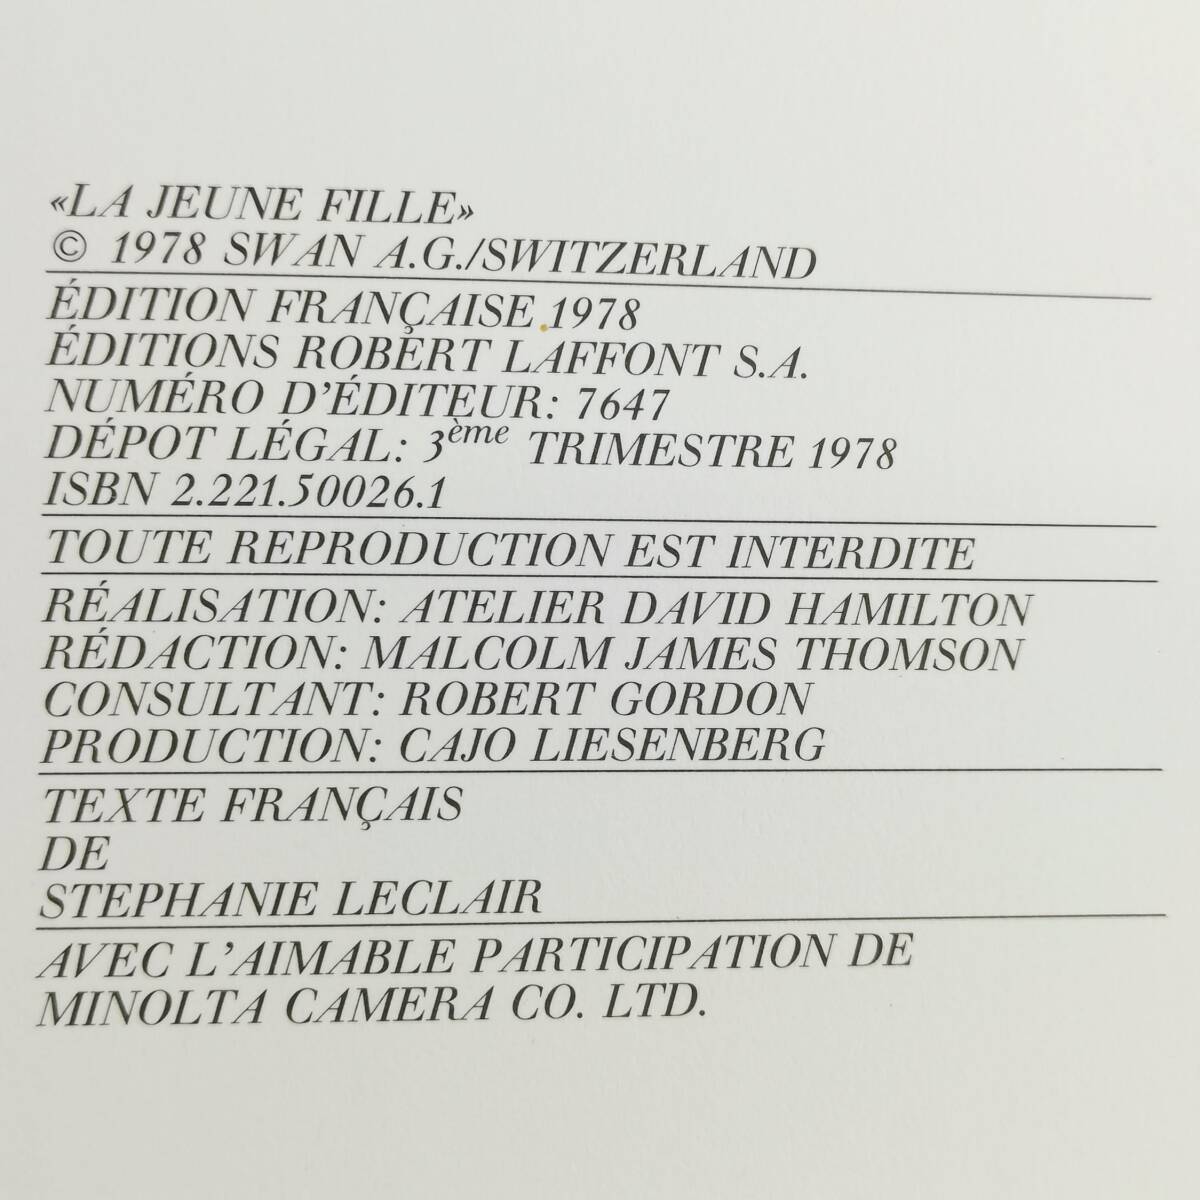 «LA JEUNE FILLE»
© 1978 SWAN A.G./SWITZERLAND
ÉDITION FRANÇAISE 1978
ÉDITIONS ROBERT LAFFONT S.A.
NUMÉRO D'ÉDITEUR: 7647
DÉPOT LÉGAL: 3ème TRIMESTRE 1978
ISBN 2.221.50026.1
TOUTE REPRODUCTION EST INTERDITE
RÉALISATION: ATELIER DAVID HAMILTON
RÉDACTION: MALCOLM JAMES THOMSON
CONSULTANT: ROBERT GORDON
PRODUCTION: CAJO LIESENBERG
TEXTE FRANÇAIS
DE
STEPHANIE LECLAIR
AVEC L'AIMABLE PARTICIPATION DE
MINOLTA CAMERA CO. LTD.